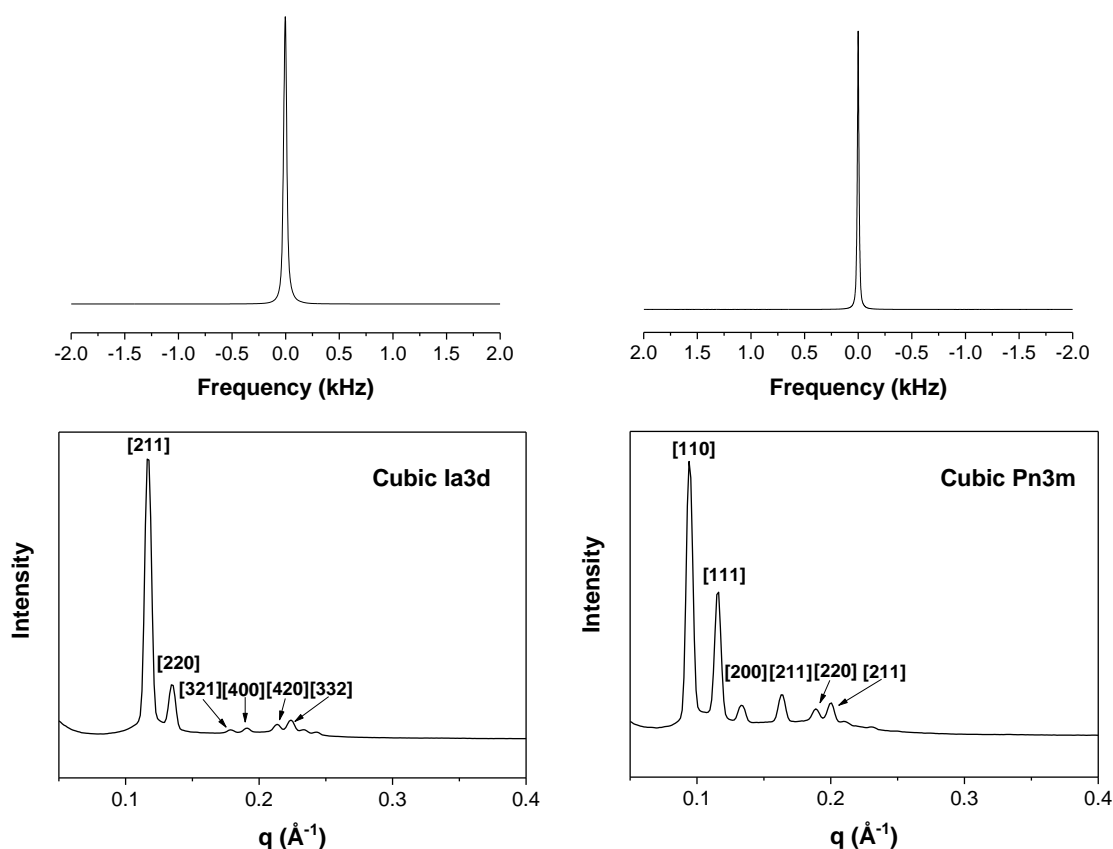 -2.0 -1.5 -1.0 -0.5 0.0 0.5 1.0 1.5 2.0
Frequency (kHz)
2.0 1.5 1.0 0.5 0.0 -0.5 -1.0 -1.5 -2.0
Frequency (kHz)
[211]
Cubic Ia3d
[220]
[321] [400] [420] [332]
Intensity
0.1 0.2 0.3 0.4
q (Å-1)
[110]
Cubic Pn3m
[111]
[200] [211] [220] [211]
Intensity
0.1 0.2 0.3 0.4
q (Å-1)